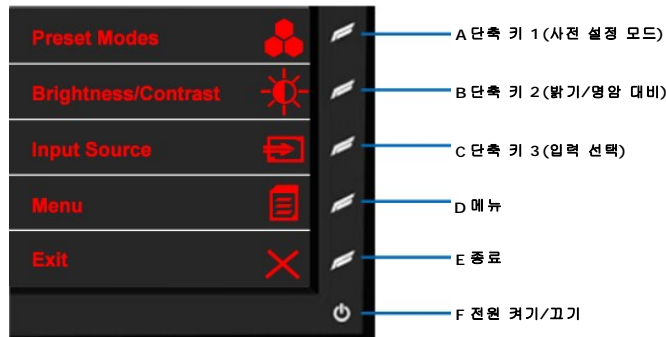 Preset Modes
A 단축 키 1(사전 설정 모드)
Brightness/Contrast
B 단축 키 2(밝기/명암 대비)
Input Source
C 단축 키 3(입력 선택)
Menu
D 메뉴
Exit
E 종료
F 전원 켜기/끄기